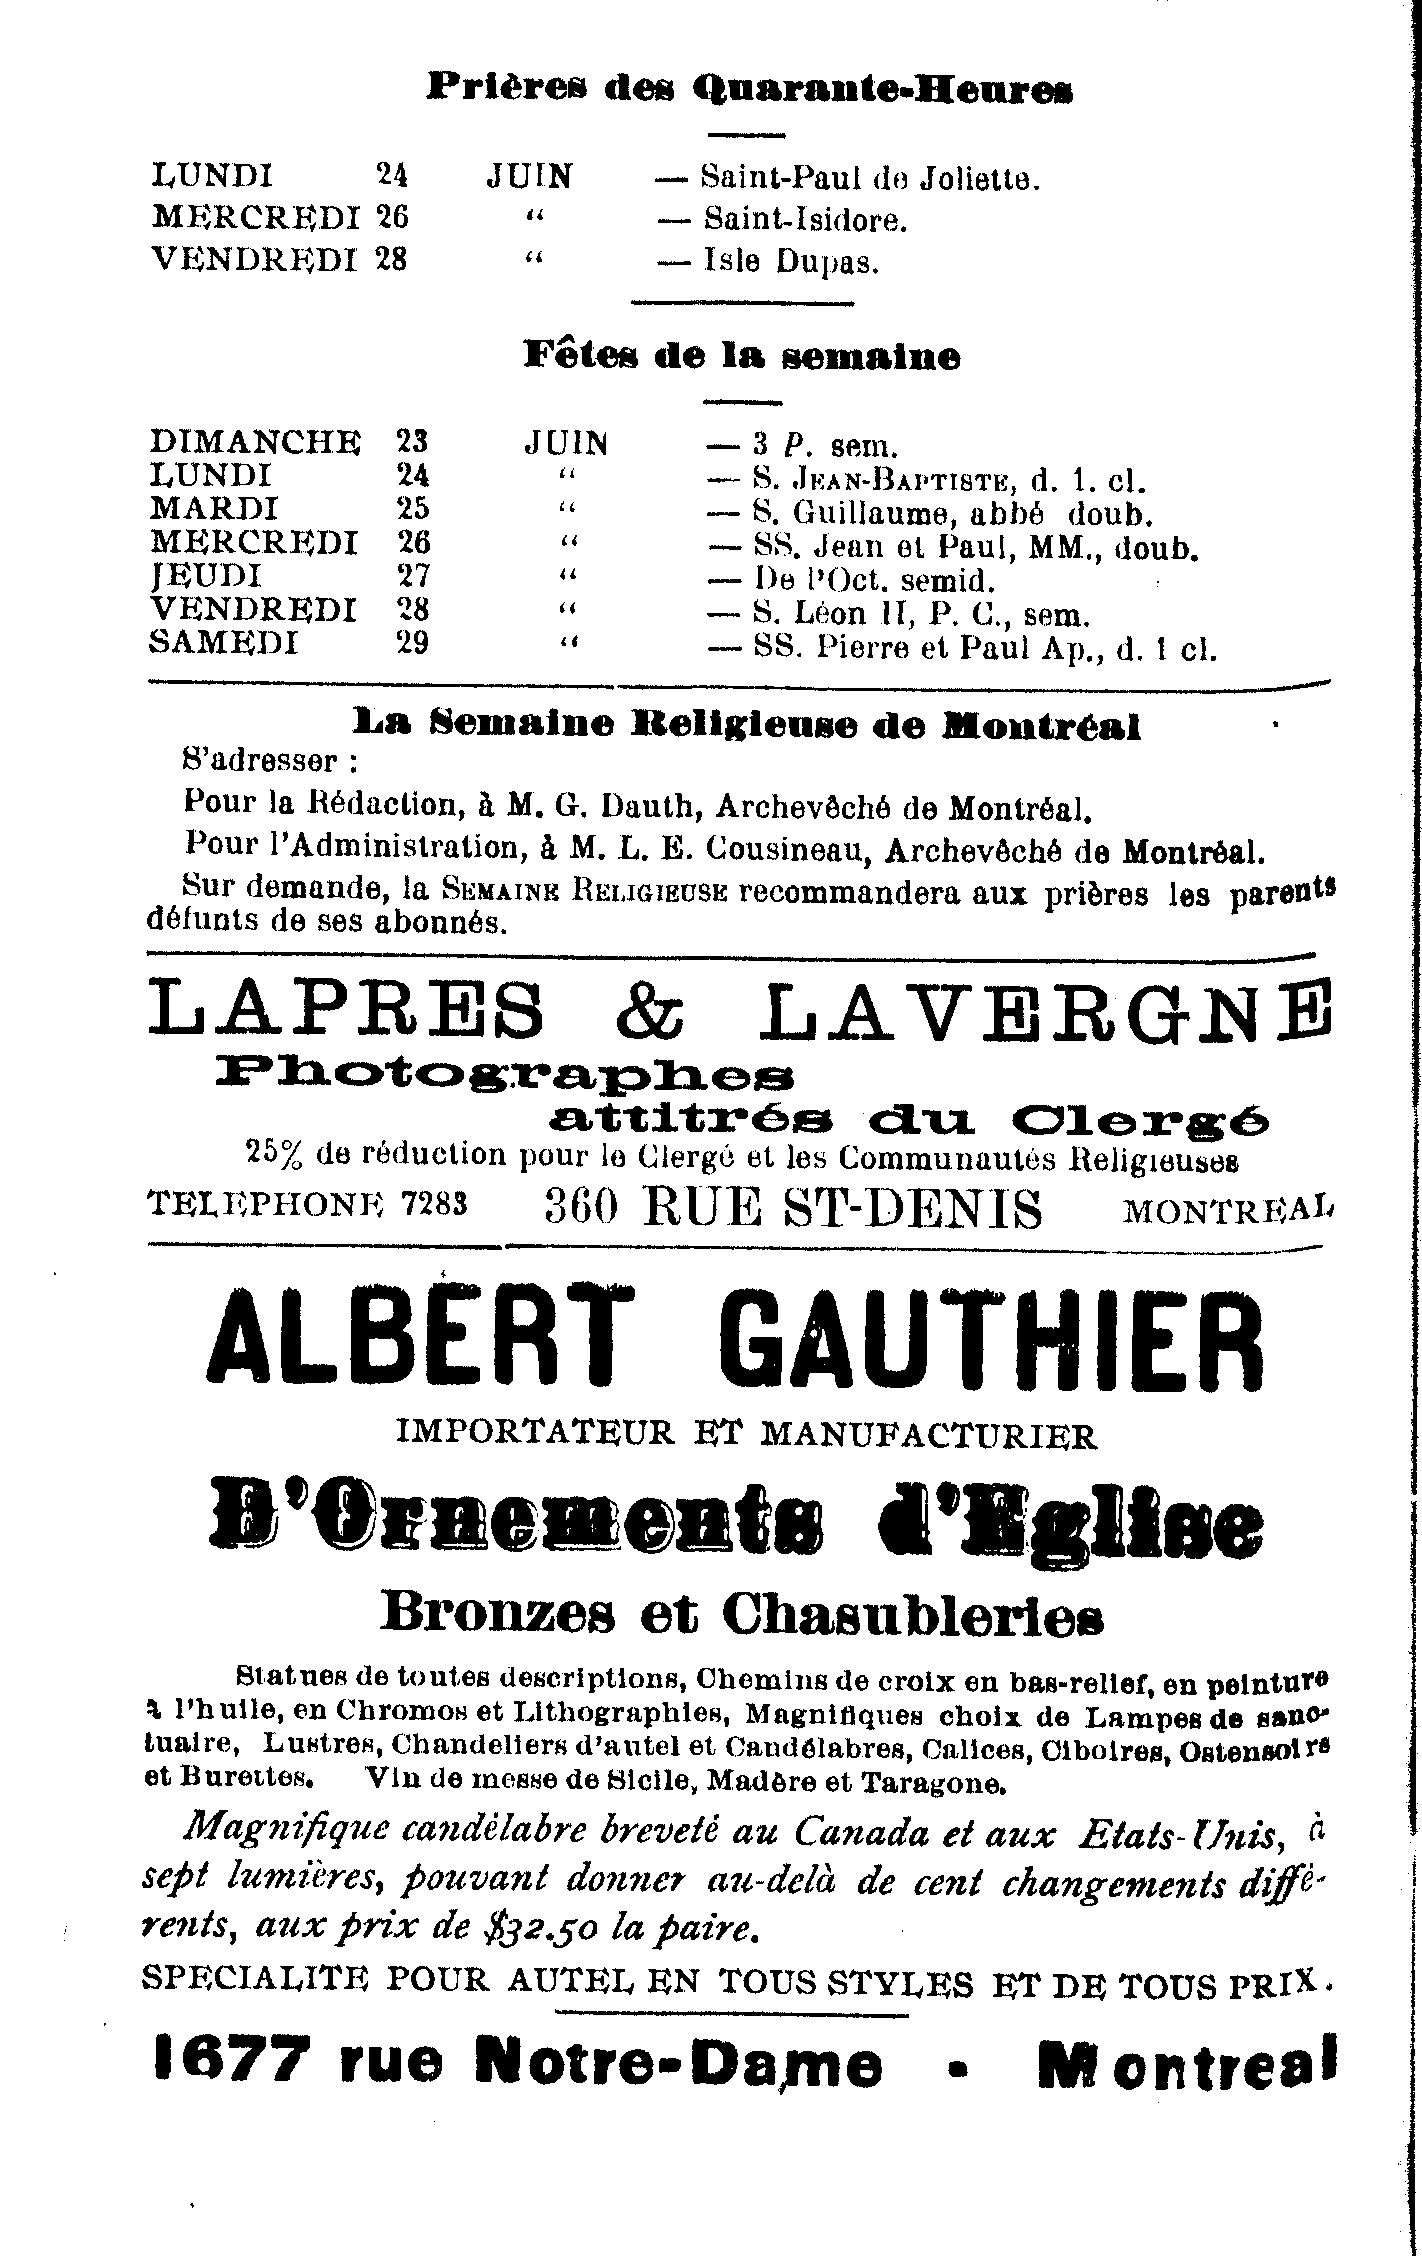 Prières des Quarante-Heures
LUNDI 24 JUIN — Saint-Paul de Joliette.
MERCREDI 26 “ — Saint-Isidore.
VENDREDI 28 “ — Isle Dupas.
Fêtes de la semaine
DIMANCHE 23 JUIN — 3 P. sem.
LUNDI 24 “ — S. JEAN-BAPTISTE, d. 1. cl.
MARDI 25 “ — S. Guillaume, abbé doub.
MERCREDI 26 “ — SS. Jean et Paul, MM., doub.
JEUDI 27 “ — De l'Oct. semid.
VENDREDI 28 “ — S. Léon II, P. C., sem.
SAMEDI 29 “ — SS. Pierre et Paul Ap., d. 1 cl.
La Semaine Religieuse de Montréal
S'adresser :
Pour la Rédaction, à M. G. Dauth, Archevêché de Montréal.
Pour l'Administration, à M. L. E. Cousineau, Archevêché de Montréal.
Sur demande, la SEMAINE RELIGIEUSE recommandera aux prières les parents
défunts de ses abonnés.
LAPRES & LAVERGNE
Photographes
attitrés du Clergé
25% de réduction pour le Clergé et les Communautés Religieuses
TELEPHONE 7283 360 RUE ST-DENIS MONTREAL
ALBERT GAUTHIER
IMPORTATEUR ET MANUFACTURIER
D'Ornements d'Eglise
Bronzes et Chasubleries
Statues de toutes descriptions, Chemins de croix en bas-relief, en peinture
à l'huile, en Chromos et Lithographies, Magnifiques choix de Lampes de sanc-
tuaire, Lustres, Chandeliers d'autel et Candélabres, Calices, Ciboires, Ostensoirs
et Burettes. Vin de messe de Sicile, Madère et Taragone.
Magnifique candèlabre breveté au Canada et aux Etats-Unis, à
sept lumières, pouvant donner au-delà de cent changements diffé-
rents, aux prix de $32.50 la paire.
SPECIALITE POUR AUTEL EN TOUS STYLES ET DE TOUS PRIX.
1677 rue Notre-Dame - Montreal